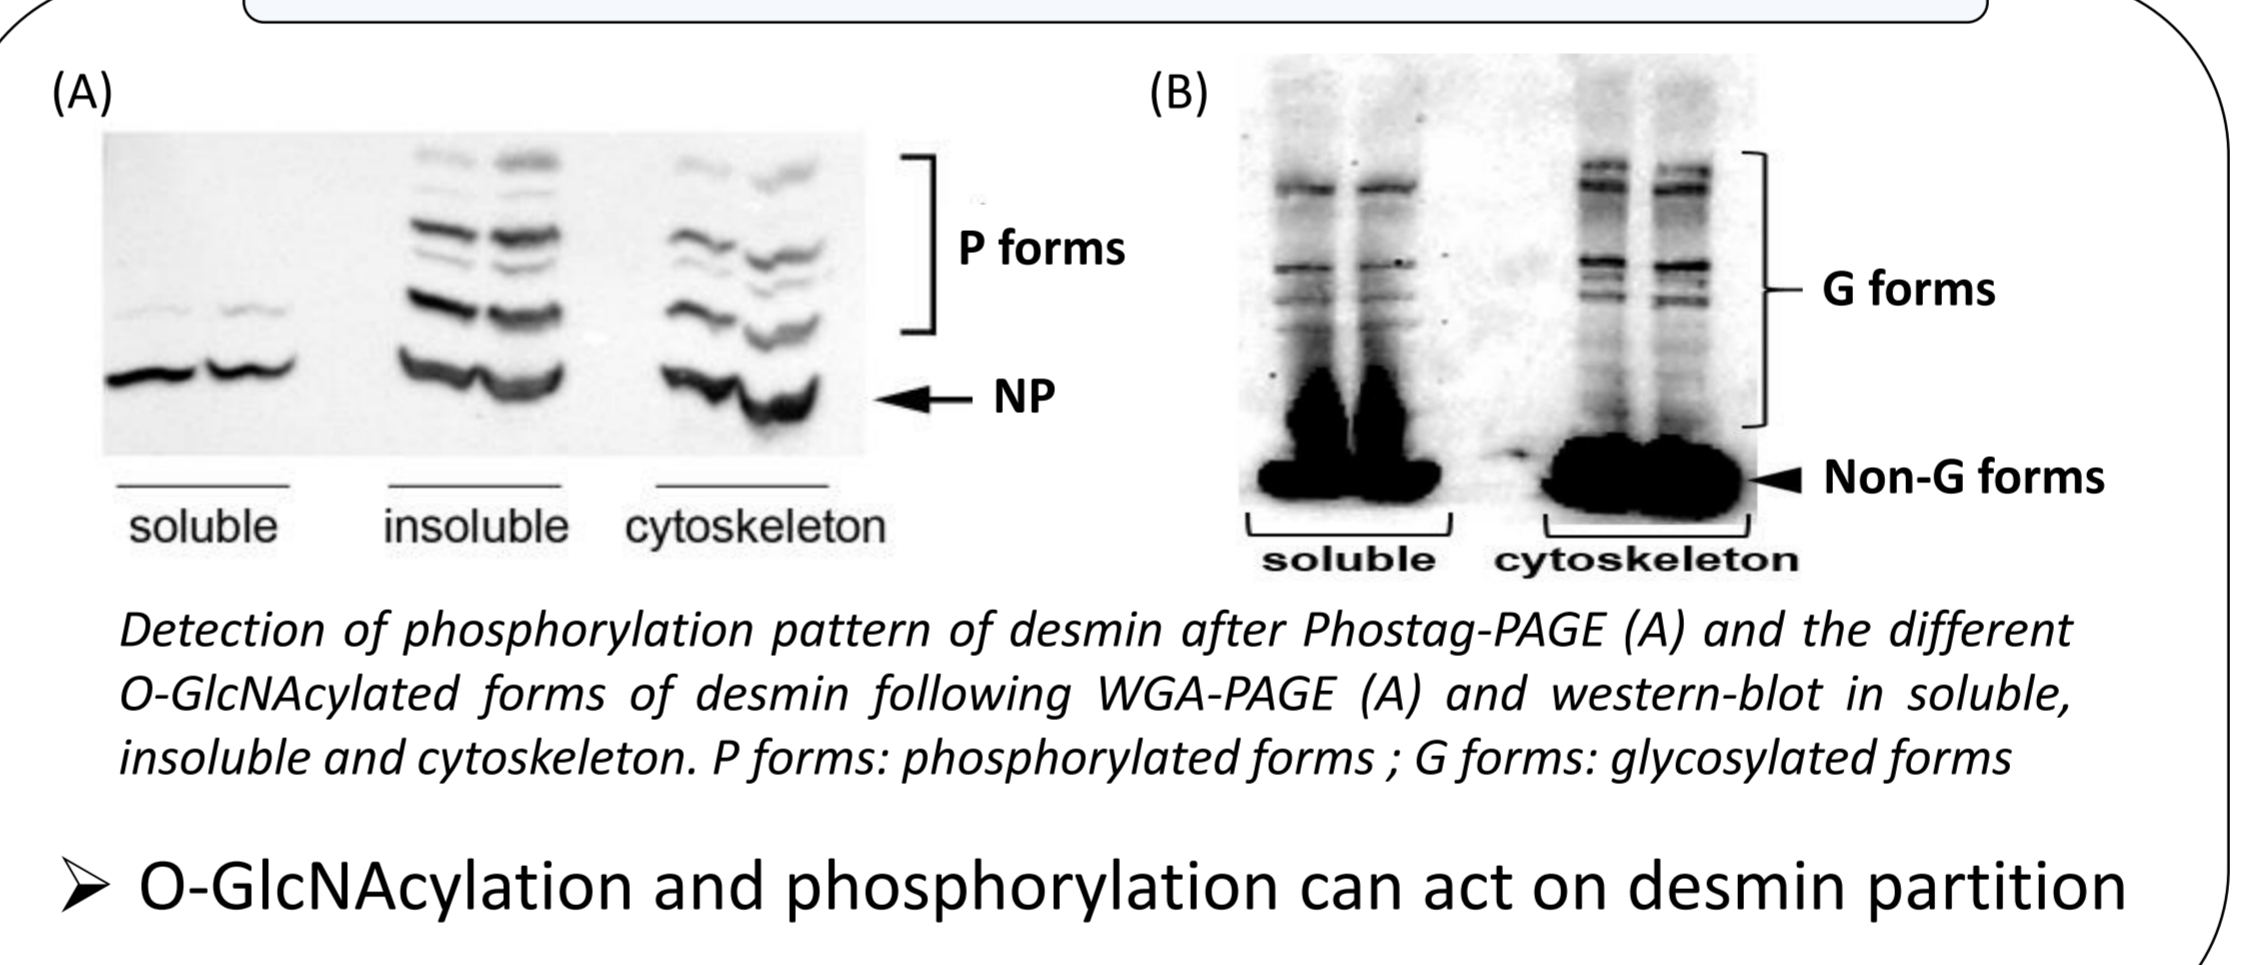 (A)
P forms
NP
soluble
insoluble
cytoskeleton
(B)
G forms
Non-G forms
soluble
cytoskeleton
Detection of phosphorylation pattern of desmin after Phostag-PAGE (A) and the different
O-GlcNAcylated forms of desmin following WGA-PAGE (A) and western-blot in soluble,
insoluble and cytoskeleton. P forms: phosphorylated forms ; G forms: glycosylated forms
➢ O-GlcNAcylation and phosphorylation can act on desmin partition